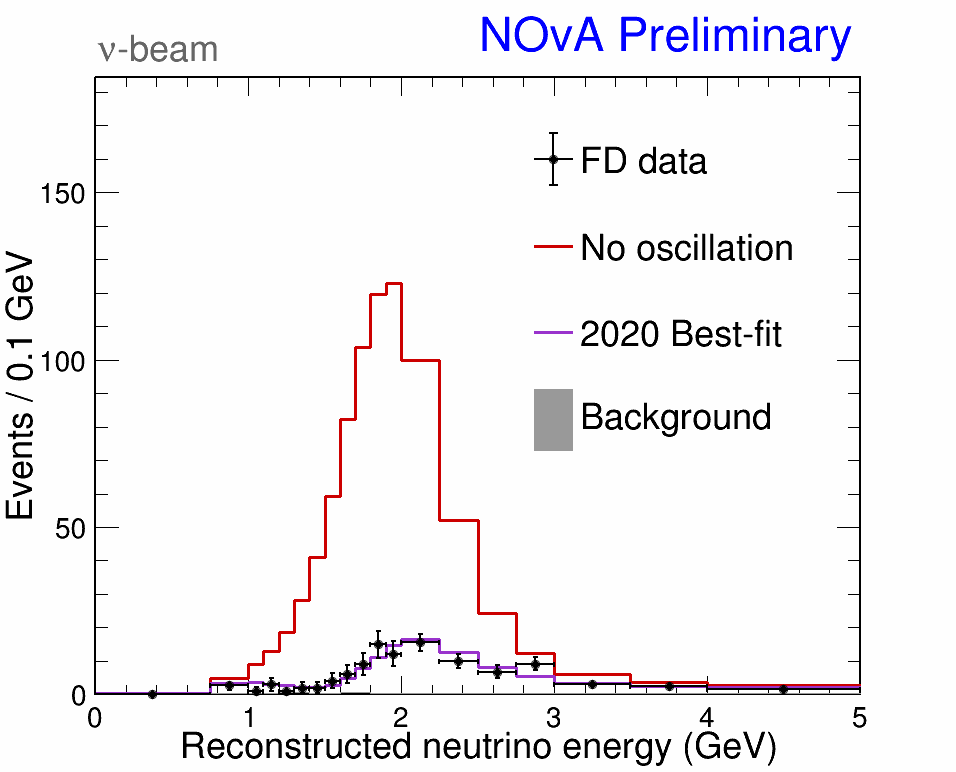 ν-beam
NOvA Preliminary
FD data
No oscillation
2020 Best-fit
Background
Events / 0.1 GeV
150
100
50
0
0 1 2 3 4 5
Reconstructed neutrino energy (GeV)